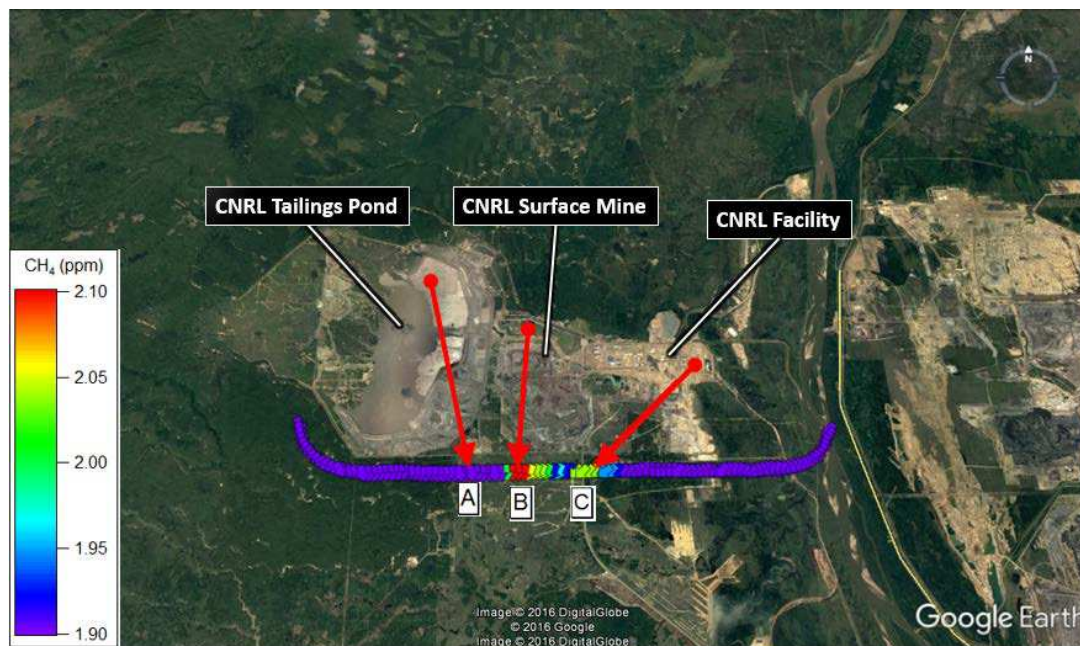 N
CNRL Tailings Pond
CNRL Surface Mine
CNRL Facility
CH₄ (ppm)
2.10
2.05
2.00
1.95
1.90
A
B
C
Image © 2016 DigitalGlobe
© 2016 Google
Image © 2016 DigitalGlobe
Google Earth